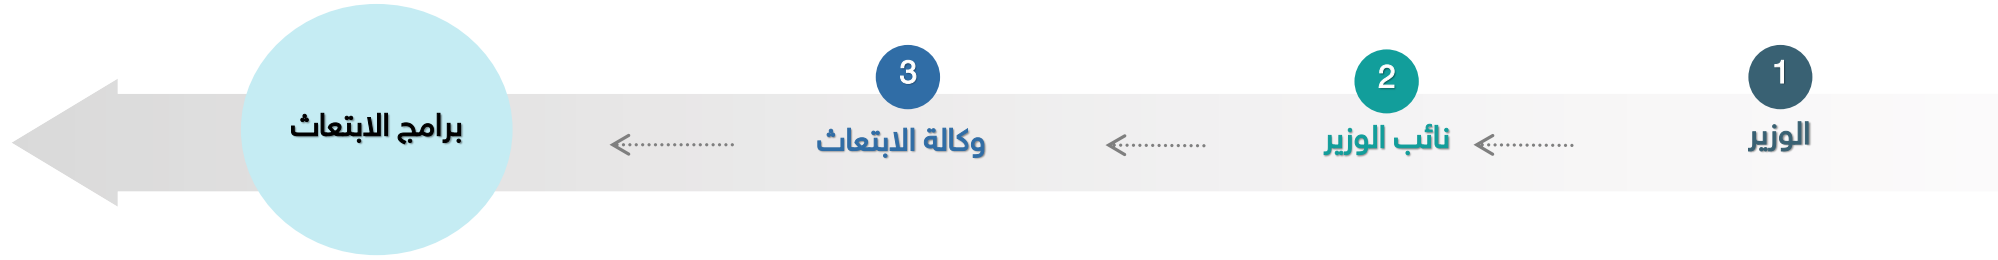 1
الوزير
2
نائب الوزير
3
وكالة الابتعاث
برامج الابتعاث